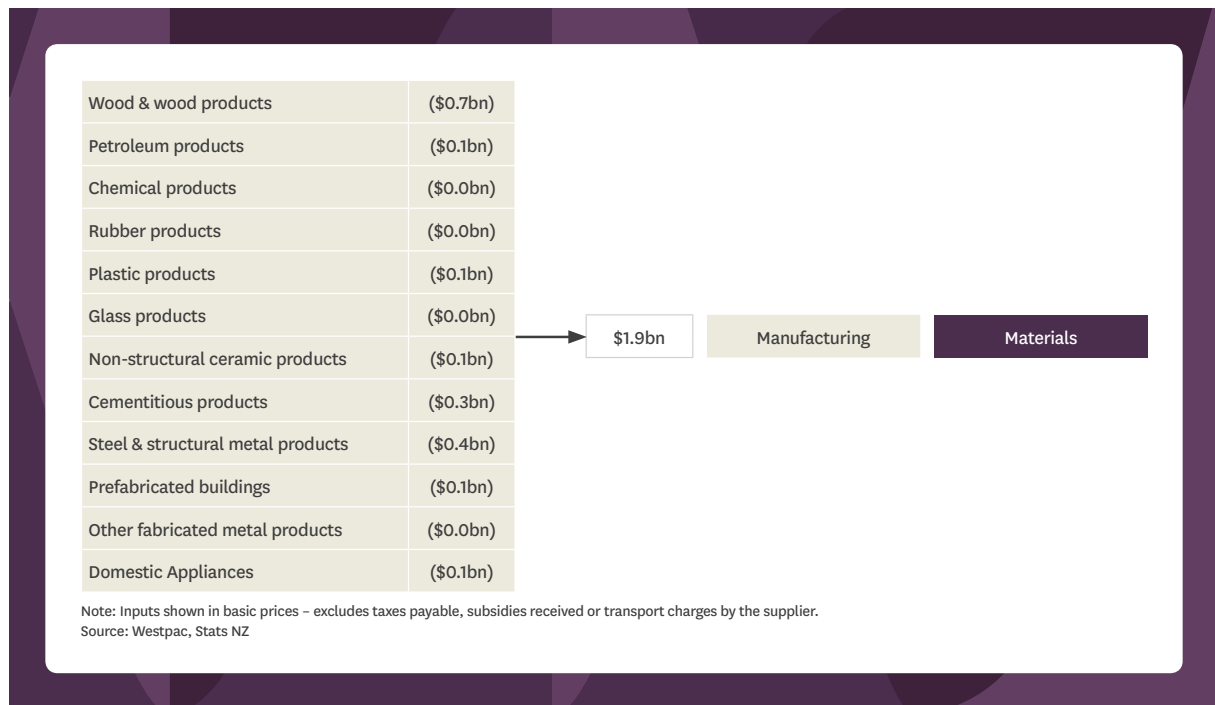 Wood & wood products ($0.7bn)
Petroleum products ($0.1bn)
Chemical products ($0.0bn)
Rubber products ($0.0bn)
Plastic products ($0.1bn)
Glass products ($0.0bn)
$1.9bn Manufacturing Materials
Non-structural ceramic products ($0.1bn)
Cementitious products ($0.3bn)
Steel & structural metal products ($0.4bn)
Prefabricated buildings ($0.1bn)
Other fabricated metal products ($0.0bn)
Domestic Appliances ($0.1bn)
Note: Inputs shown in basic prices – excludes taxes payable, subsidies received or transport charges by the supplier.
Source: Westpac, Stats NZ